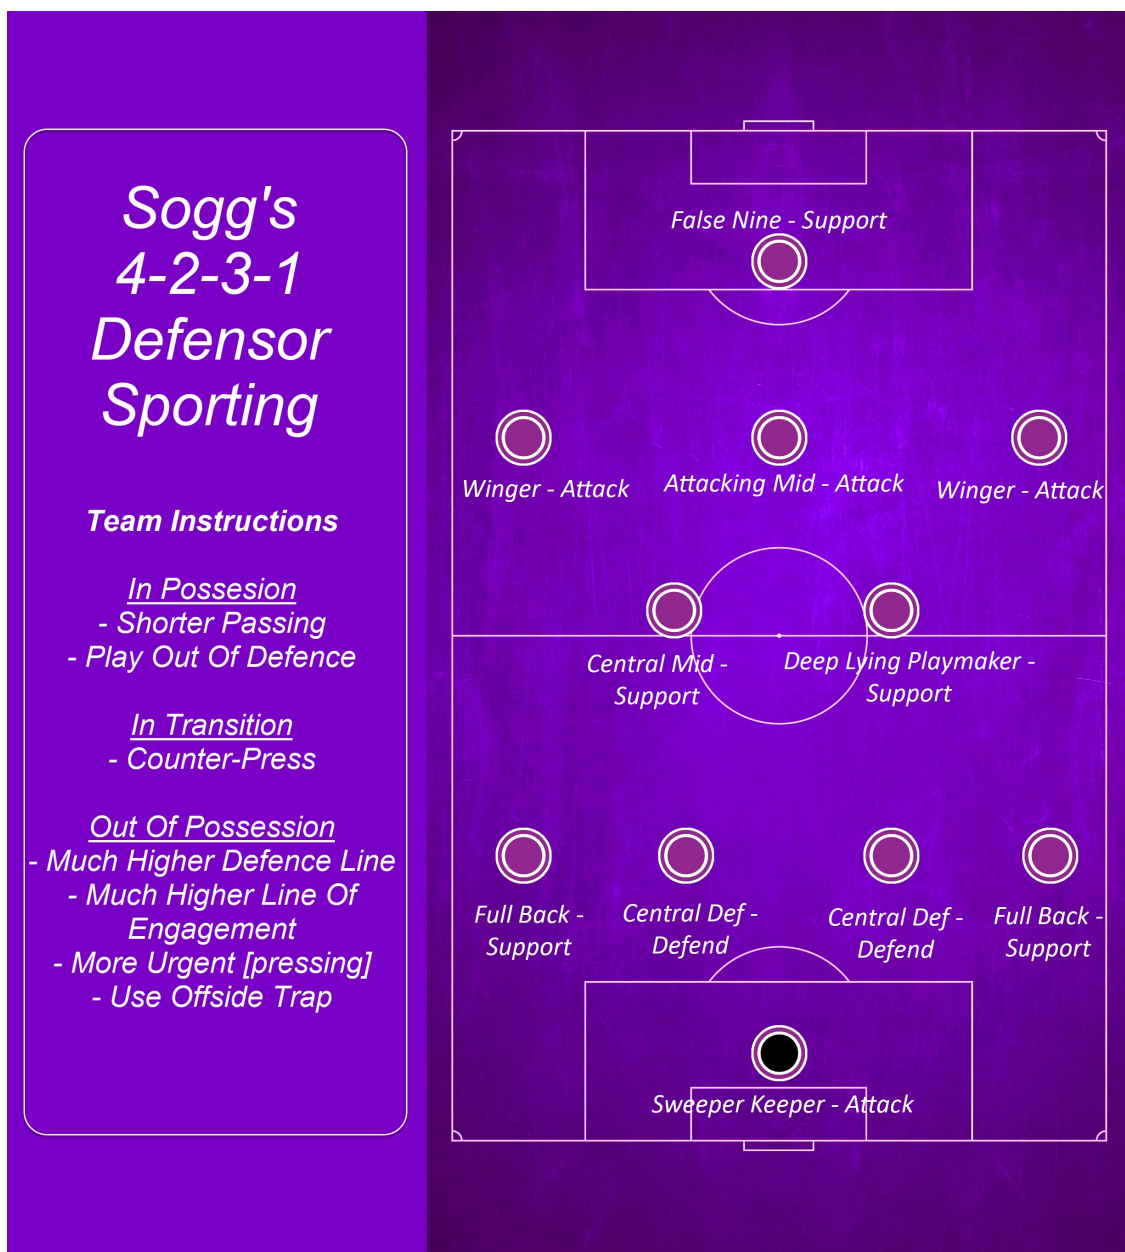 Sogg's
4-2-3-1
Defensor
Sporting
Team Instructions
In Possesion
- Shorter Passing
- Play Out Of Defence
In Transition
- Counter-Press
Out Of Possession
- Much Higher Defence Line
- Much Higher Line Of
Engagement
- More Urgent [pressing]
- Use Offside Trap
False Nine - Support
Winger - Attack
Attacking Mid - Attack
Winger - Attack
Central Mid -
Support
Deep Lying Playmaker -
Support
Full Back -
Support
Central Def -
Defend
Central Def -
Defend
Full Back -
Support
Sweeper Keeper - Attack